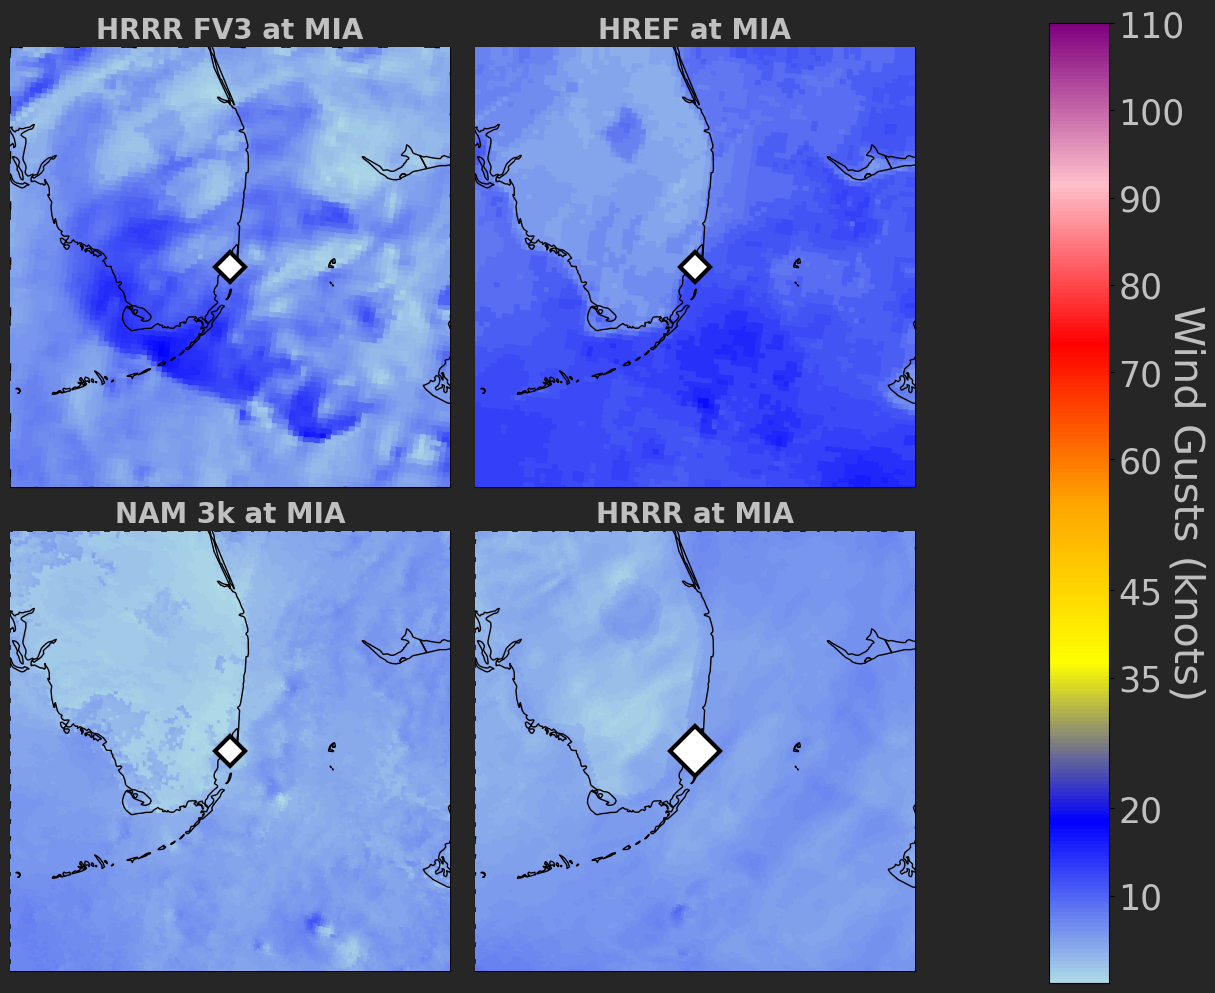 HRRR FV3 at MIA
HREF at MIA
NAM 3k at MIA
HRRR at MIA
110
100
90
80
70
60
45
35
20
10
Wind Gusts (knots)